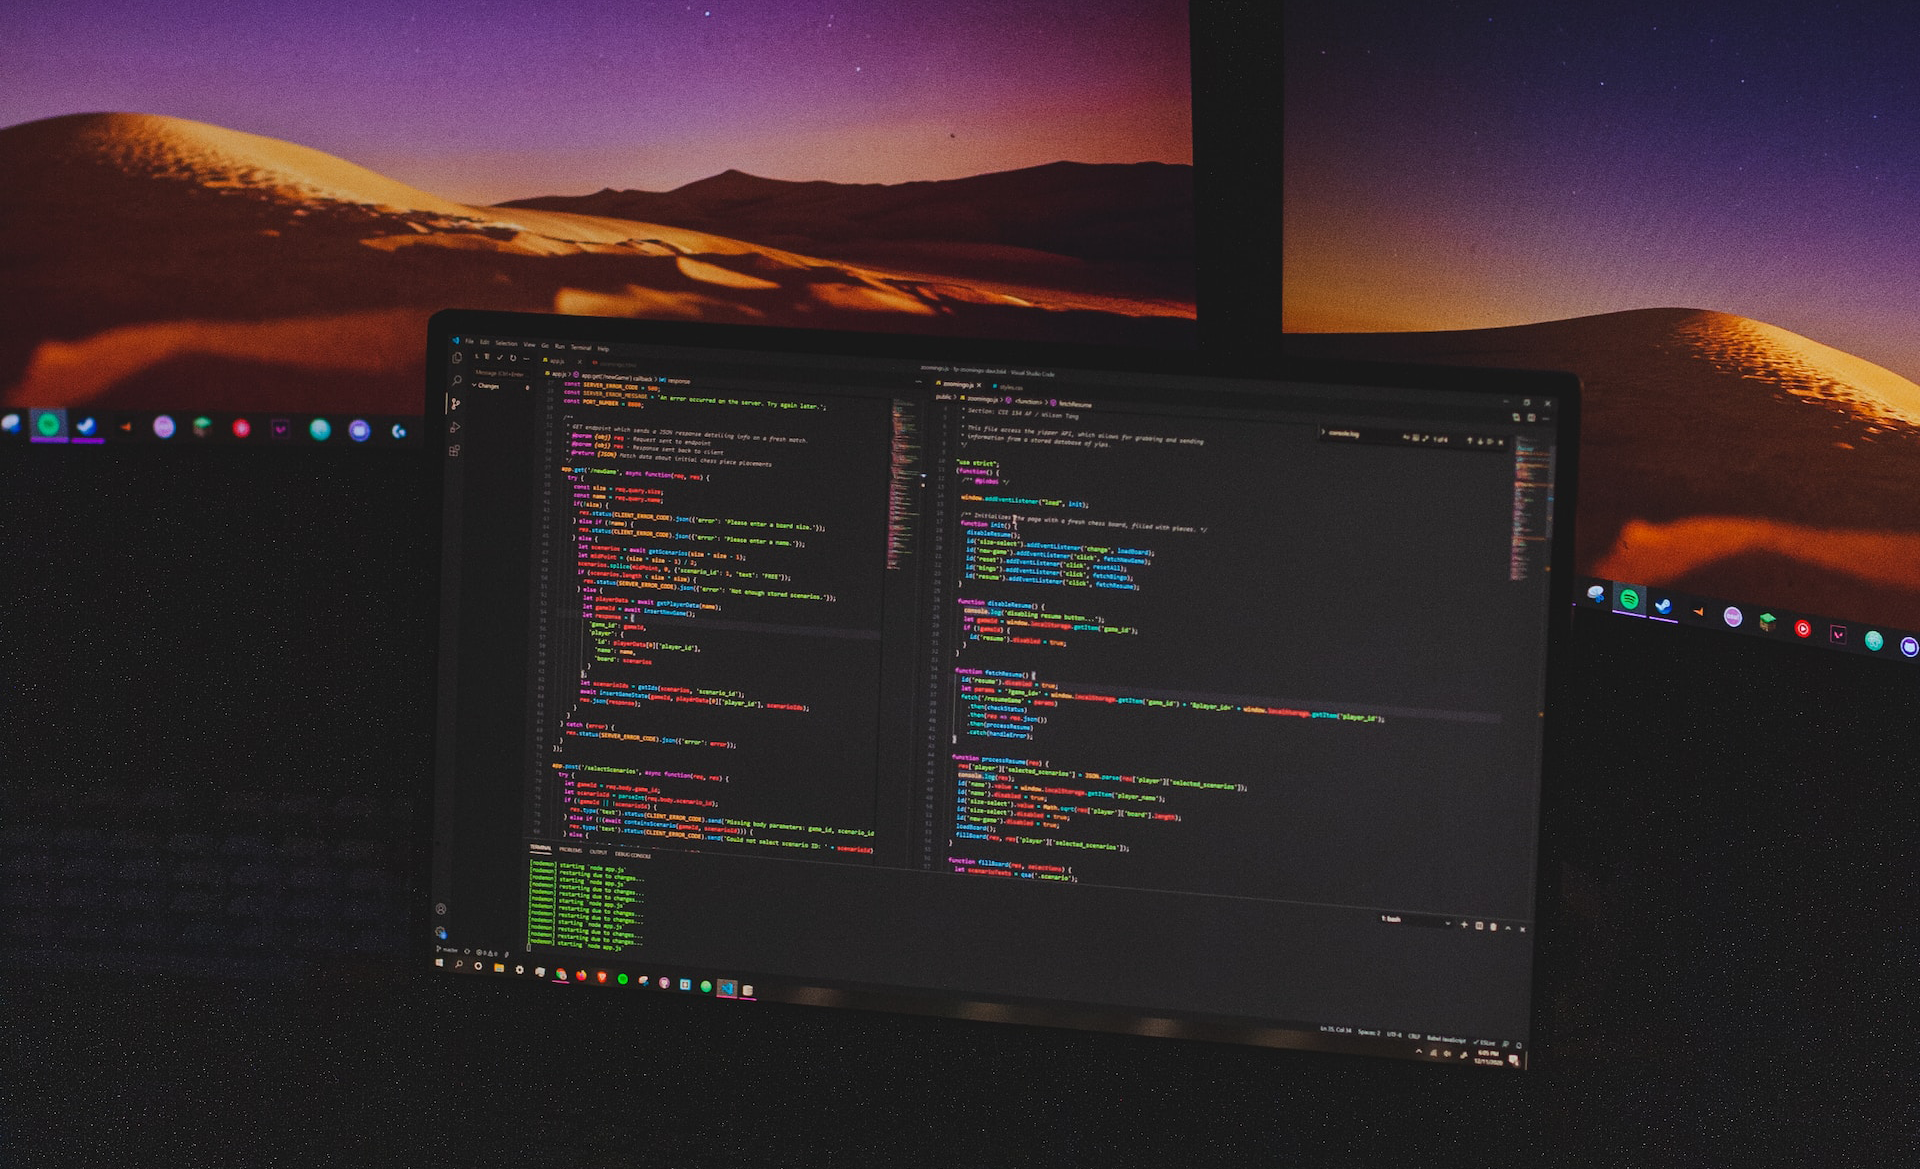 File Edit Selection View Go Run Terminal Help
zoomingo.js - fp-zoomingo-dawct64 - Visual Studio Code
Message (Ctrl+Enter
Changes
app.js
app.js > app.get('/newGame') callback > response
const SERVER_ERROR_CODE = 500;
const SERVER_ERROR_MESSAGE = 'An error occurred on the server. Try again later.';
const PORT_NUMBER = 8000;
/**
* GET endpoint which sends a JSON response detailing info on a fresh match.
* @param {obj} req - Request sent to endpoint
* @param {obj} res - Response sent back to client
* @return {JSON} Match data about initial chess piece placements
*/
app.get('/newGame', async function(req, res) {
try {
const size = req.query.size;
const name = req.query.name;
if(!size) {
res.status(CLIENT_ERROR_CODE).json({'error': 'Please enter a board size.'});
} else if (!name) {
res.status(CLIENT_ERROR_CODE).json({'error': 'Please enter a name.'});
} else {
let scenarios = await getScenarios(size * size - 1);
let midPoint = (size * size - 1) / 2;
scenarios.splice(midPoint, 0, {'scenario_id': 1, 'text': 'FREE'});
if (scenarios.length < size * size) {
res.status(SERVER_ERROR_CODE).json({'error': 'Not enough stored scenarios.'});
} else {
let playerData = await getPlayerData(name);
let gameId = await insertNewGame();
let response = {
'game_id': gameId,
'player': {
'id': playerData[0]['player_id'],
'name': name,
'board': scenarios
}
};
let scenarioIds = getIds(scenarios, 'scenario_id');
await insertGameState(gameId, playerData[0]['player_id'], scenarioIds);
res.json(response);
}
}
} catch (error) {
res.status(SERVER_ERROR_CODE).json({'error': error});
}
});
app.post('/selectScenarios', async function(req, res) {
try {
let gameId = req.body.game_id;
let scenarioId = parseInt(req.body.scenario_id);
if (!gameId || !scenarioId) {
res.type('text').status(CLIENT_ERROR_CODE).send('Missing body parameters: game_id, scenario_id
} else if (!(await containsScenario(gameId, scenarioId))) {
res.type('text').status(CLIENT_ERROR_CODE).send('Could not select scenario ID: ' + scenarioId)
} else {
zoomingo.js
styles.css
public > zoomingo.js > <function> > fetchResume
console.log
1 of 4
* Section: CSE 154 AF / Wilson Tang
*
* This file access the yipper API, which allows for grabbing and sending
* information from a stored database of yips.
*/
"use strict";
(function() {
/** @global */
window.addEventListener("load", init);
/** Initializes the page with a fresh chess board, filled with pieces. */
function init() {
disableResume();
id('size-select').addEventListener('change', loadBoard);
id('new-game').addEventListener('click', fetchNewGame);
id('reset').addEventListener('click', resetAll);
id('bingo').addEventListener('click', fetchBingo);
id('resume').addEventListener('click', fetchResume);
}
function disableResume() {
console.log('disabling resume button...');
let gameId = window.localStorage.getItem('game_id');
if (!gameId) {
id('resume').disabled = true;
}
}
function fetchResume() {
id('resume').disabled = true;
let params = '?game_id=' + window.localStorage.getItem('game_id') + '&player_id=' + window.localStorage.getItem('player_id');
fetch('/resumeGame' + params)
.then(checkStatus)
.then(res => res.json())
.then(processResume)
.catch(handleError);
}
function processResume(res) {
res['player']['selected_scenarios'] = JSON.parse(res['player']['selected_scenarios']);
console.log(res);
id('name').value = window.localStorage.getItem('player_name');
id('name').disabled = true;
id('size-select').value = Math.sqrt(res['player']['board'].length);
id('size-select').disabled = true;
id('new-game').disabled = true;
loadBoard();
fillBoard(res, res['player']['selected_scenarios']);
}
function fillBoard(res, selections) {
let scenarioTexts = qsa('.scenario');
TERMINAL PROBLEMS OUTPUT DEBUG CONSOLE
1: bash
[nodemon] starting `node app.js`
[nodemon] restarting due to changes...
[nodemon] starting `node app.js`
[nodemon] restarting due to changes...
[nodemon] restarting due to changes...
[nodemon] starting `node app.js`
[nodemon] restarting due to changes...
[nodemon] starting `node app.js`
[nodemon] restarting due to changes...
[nodemon] restarting due to changes...
[nodemon] starting `node app.js`
master
Ln 35, Col 34 Spaces: 2 UTF-8 CRLF Babel JavaScript ESLint
6:05 PM
12/11/2020